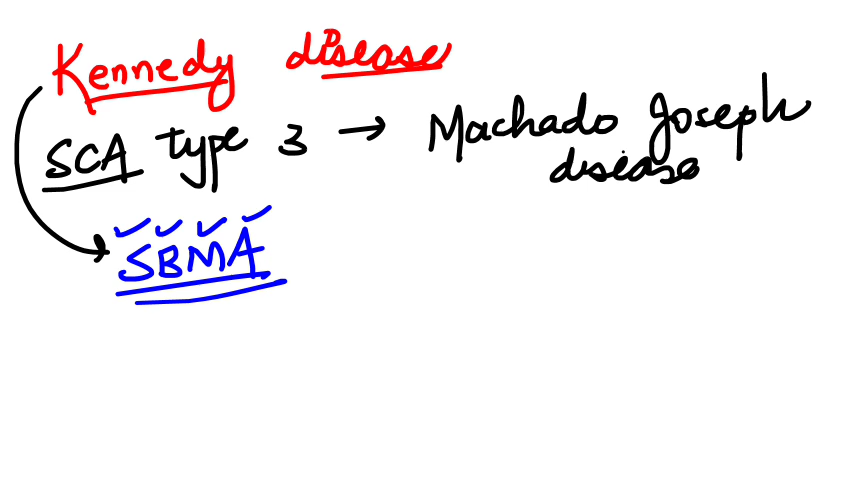 Kennedy disease
SCA type 3 → Machado Joseph
disease
SBMA